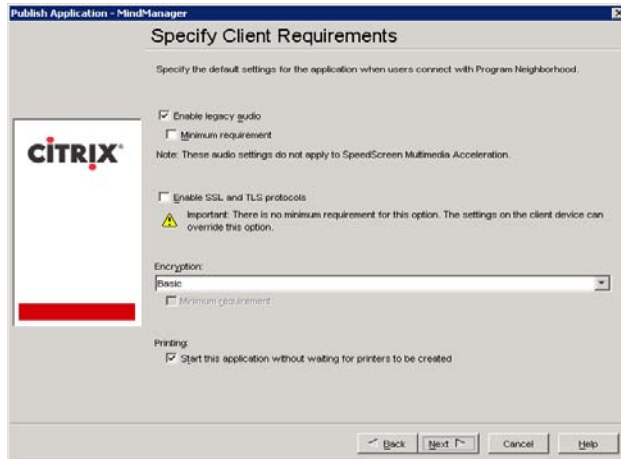 Publish Application - MindManager
Specify Client Requirements
Specify the default settings for the application when users connect with Program Neighborhood.
Enable legacy audio
Minimum requirement
Note: These audio settings do not apply to SpeedScreen Multimedia Acceleration.
CITRIX
Enable SSL and TLS protocols
Important: There is no minimum requirement for this option. The settings on the client device can
override this option.
Encryption:
Basic
Minimum requirement
Printing:
Start this application without waiting for printers to be created
Back Next Cancel Help